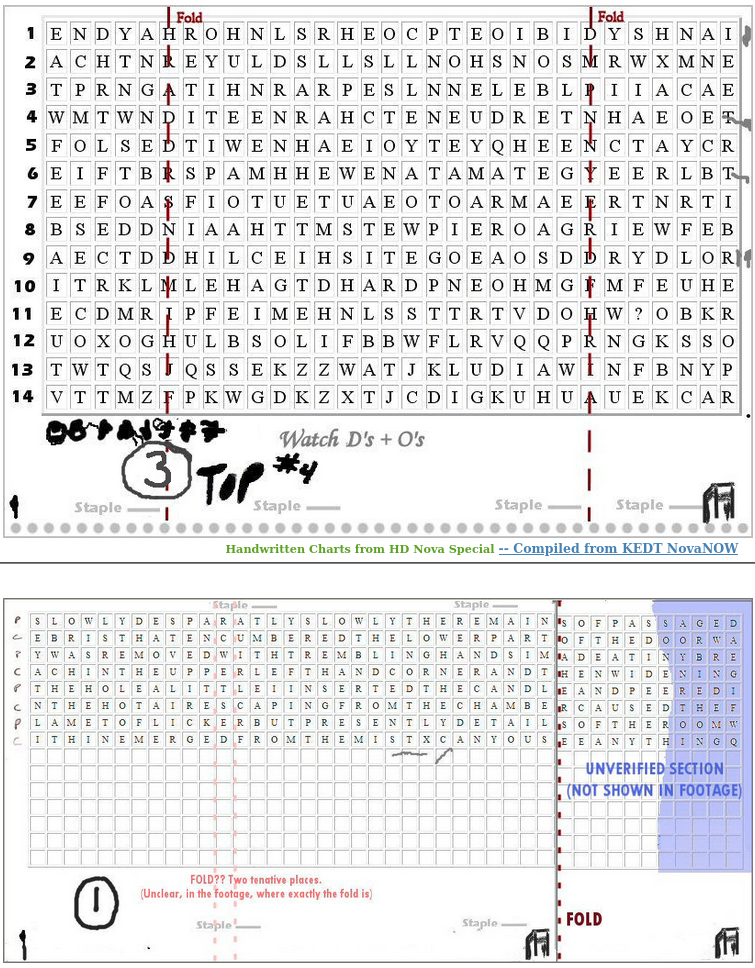 Fold Fold
1 E N D Y A H R O H N L S R H E O C P T E O I B I D Y S H N A I
2 A C H T N R E Y U L D S L L S L L N O H S N O S M R W X M N E
3 T P R N G A T I H N R A R P E S L N N E L E B L P I I A C A E
4 W M T W N D I T E E N R A H C T E N E U D R E T N H A E O E T
5 F O L S E D T I W E N H A E I O Y T E Y Q H E E N C T A Y C R
6 E I F T B R S P A M H H E W E N A T A M A T E G Y E E R L B T
7 E E F O A S F I O T U E T U A E O T O A R M A E E R T N R T I
8 B S E D D N I A A H T T M S T E W P I E R O A G R I E W F E B
9 A E C T D D H I L C E I H S I T E G O E A O S D D R Y D L O R
10 I T R K L M L E H A G T D H A R D P N E O H M G F M F E U H E
11 E C D M R I P F E I M E H N L S S T T R T V D O H W ? O B K R
12 U O X O G H U L B S O L I F B B W F L R V Q Q P R N G K S S O
13 T W T Q S J Q S S E K Z Z W A T J K L U D I A W I N F B N Y P
14 V T T M Z F P K W G D K Z X T J C D I G K U H U A U E K C A R
Watch D's + O's
3 TOP #4
Staple Staple Staple Staple
Handwritten Charts from HD Nova Special -- Compiled from KEDT NovaNOW
Staple Staple
P S L O W L Y D E S P A R A T L Y S L O W L Y T H E R E M A I N S O F P A S S A G E D
C E B R I S T H A T E N C U M B E R E D T H E L O W E R P A R T O F T H E D O O R W A
P Y W A S R E M O V E D W I T H T R E M B L I N G H A N D S I M A D E A T I N Y B R E
C A C H I N T H E U P P E R L E F T H A N D C O R N E R A N D T H E N W I D E N I N G
P T H E H O L E A L I T T L E I I N S E R T E D T H E C A N D L E A N D P E E R E D I
C N T H E H O T A I R E S C A P I N G F R O M T H E C H A M B E R C A U S E D T H E F
P L A M E T O F L I C K E R B U T P R E S E N T L Y D E T A I L S O F T H E R O O M W
C I T H I N E M E R G E D F R O M T H E M I S T X C A N Y O U S E E A N Y T H I N G Q
UNVERIFIED SECTION
(NOT SHOWN IN FOOTAGE)
FOLD?? Two tenative places.
(Unclear, in the footage, where exactly the fold is)
1
FOLD
Staple Staple